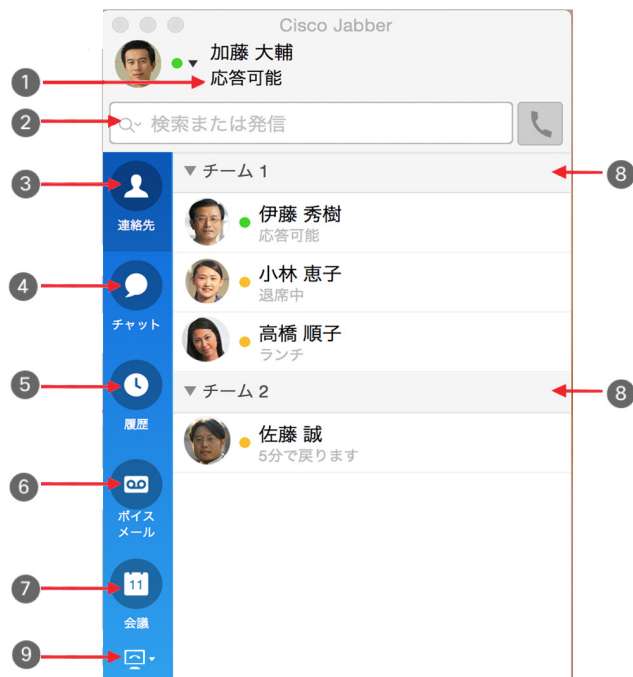 Cisco Jabber
加藤 大輔
1
応答可能
2
検索または発信
3
チーム 1
8
連絡先
伊藤 秀樹
応答可能
4
小林 恵子
退席中
チャット
高橋 順子
ランチ
5
チーム 2
8
履歴
佐藤 誠
5分で戻ります
6
ボイス
メール
7
11
会議
9